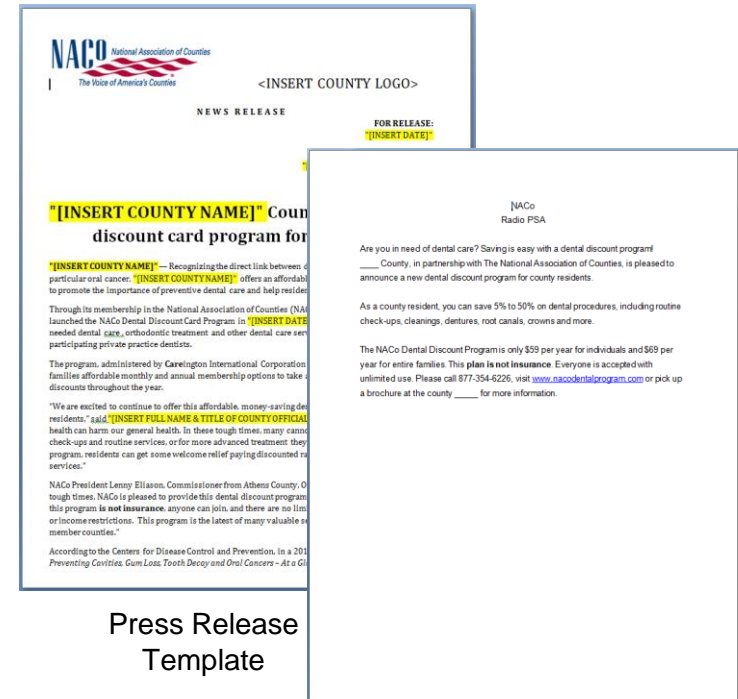 NACO National Association of Counties
The Voice of America's Counties
<INSERT COUNTY LOGO>
NEWS RELEASE
FOR RELEASE:
"[INSERT DATE]"
"[INSERT COUNTY NAME]" Coun
discount card program for
"[INSERT COUNTY NAME]" — Recognizing the direct link between d
particular oral cancer, "[INSERT COUNTY NAME]" offers an affordabl
to promote the importance of preventive dental care and help residen
Through its membership in the National Association of Counties (NA
launched the NACo Dental Discount Card Program in "[INSERT DATE
needed dental care , orthodontic treatment and other dental care serv
participating private practice dentists.
The program, administered by Careington International Corporation
families affordable monthly and annual membership options to take a
discounts throughout the year.
"We are excited to continue to offer this affordable, money-saving den
residents," said "[INSERT FULL NAME & TITLE OF COUNTY OFFICIAL
health can harm our general health. In these tough times, many canno
check-ups and routine services, or for more advanced treatment they
program, residents can get some welcome relief paying discounted ra
services."
NACo President Lenny Eliason, Commissioner from Athens County, O
tough times, NACo is pleased to provide this dental discount program
this program is not insurance, anyone can join, and there are no lim
or income restrictions. This program is the latest of many valuable se
member counties."
According to the Centers for Disease Control and Prevention, in a 201
Preventing Cavities, Gum Loss, Tooth Decay and Oral Cancers – At a Gl
Press Release
Template
NACo
Radio PSA
Are you in need of dental care? Saving is easy with a dental discount program!
____ County, in partnership with The National Association of Counties, is pleased to
announce a new dental discount program for county residents.
As a county resident, you can save 5% to 50% on dental procedures, including routine
check-ups, cleanings, dentures, root canals, crowns and more.
The NACo Dental Discount Program is only $59 per year for individuals and $69 per
year for entire families. This plan is not insurance. Everyone is accepted with
unlimited use. Please call 877-354-6226, visit www.nacodentalprogram.com or pick up
a brochure at the county _____ for more information.